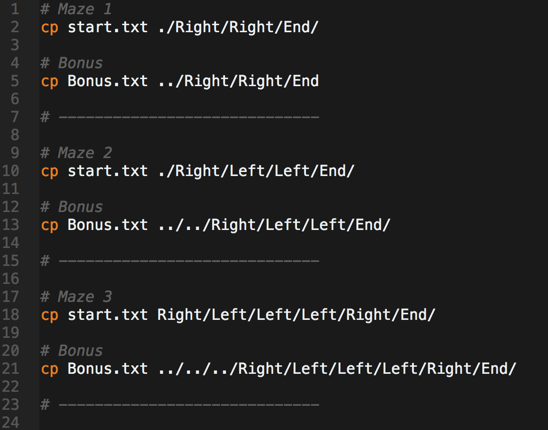 1 # Maze 1
2 cp start.txt ./Right/Right/End/
3
4 # Bonus
5 cp Bonus.txt ../Right/Right/End
6
7 # -----------------------------
8
9 # Maze 2
10 cp start.txt ./Right/Left/Left/End/
11
12 # Bonus
13 cp Bonus.txt ../../Right/Left/Left/End/
14
15 # -----------------------------
16
17 # Maze 3
18 cp start.txt Right/Left/Left/Left/Right/End/
19
20 # Bonus
21 cp Bonus.txt ../../../Right/Left/Left/Left/Right/End/
22
23 # -----------------------------
24